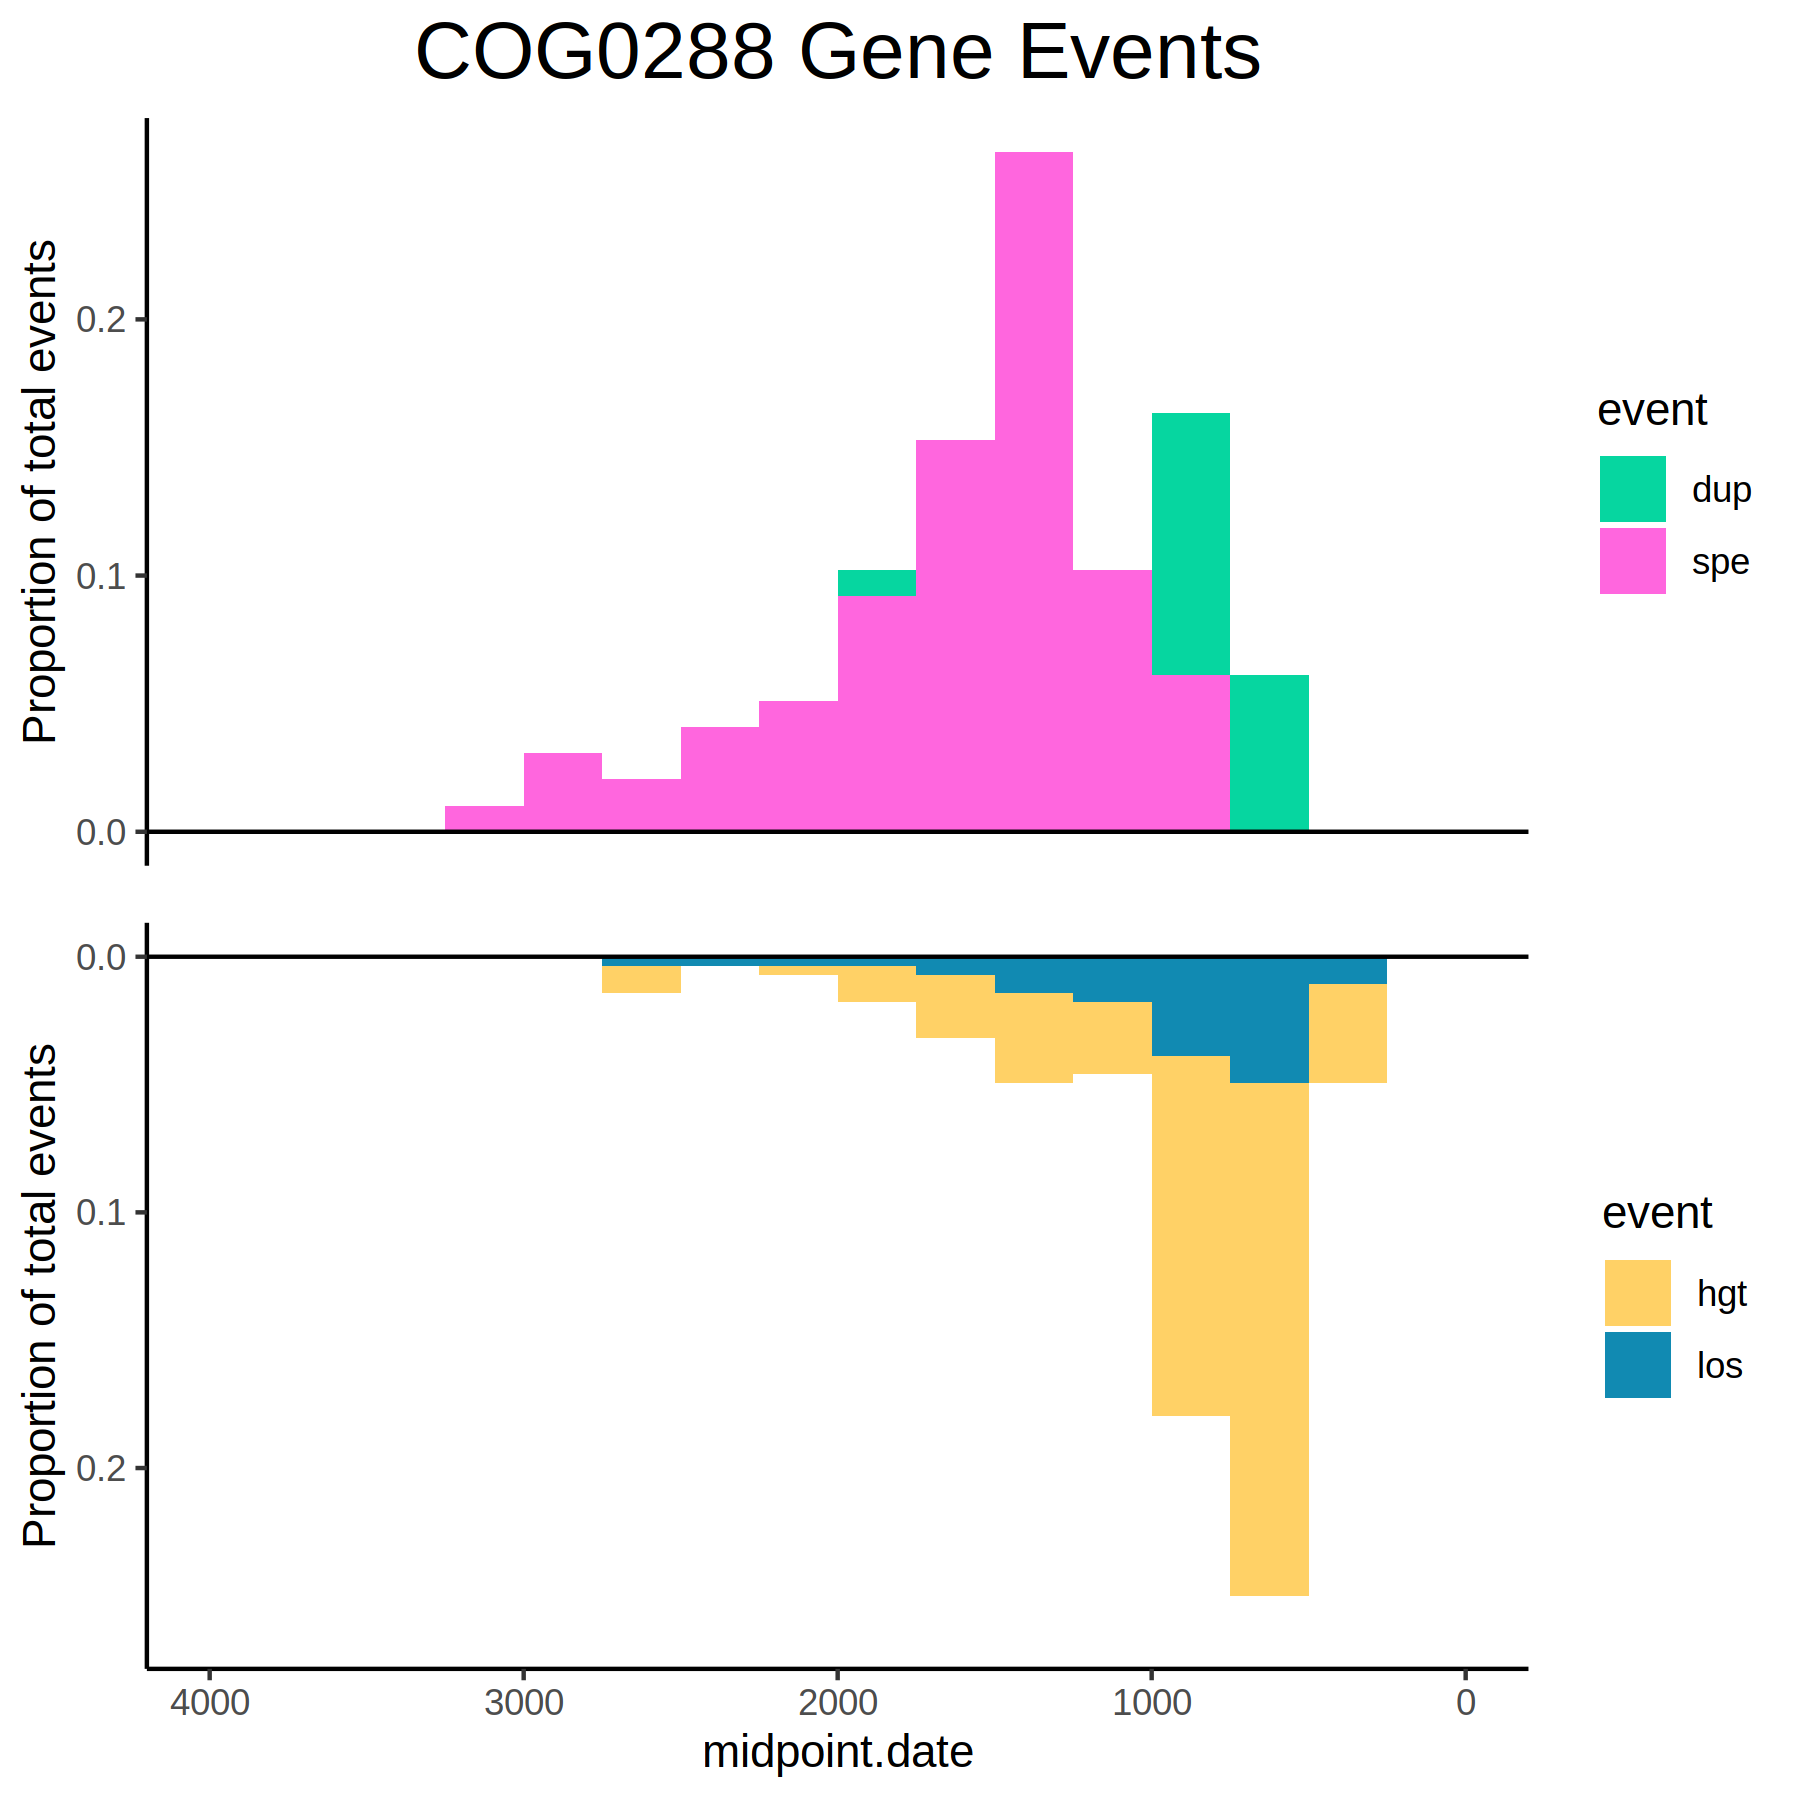 COG0288 Gene Events
Proportion of total events
0.2
0.1
0.0
event
dup
spe
Proportion of total events
0.0
0.1
0.2
event
hgt
los
4000 3000 2000 1000 0
midpoint.date